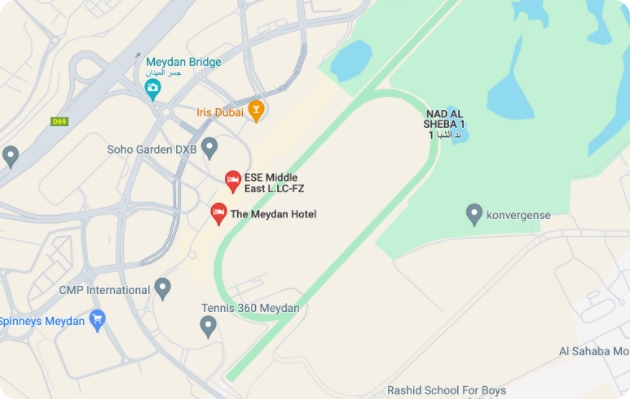 Meydan Bridge
جسر الميدان
D69
Iris Dubai
NAD AL
SHEBA 1
ند الشبا 1
Soho Garden DXB
ESE Middle
East L.LC-FZ
The Meydan Hotel
konvergense
CMP International
Tennis 360 Meydan
Spinneys Meydan
Al Sahaba Mo
Rashid School For Boys